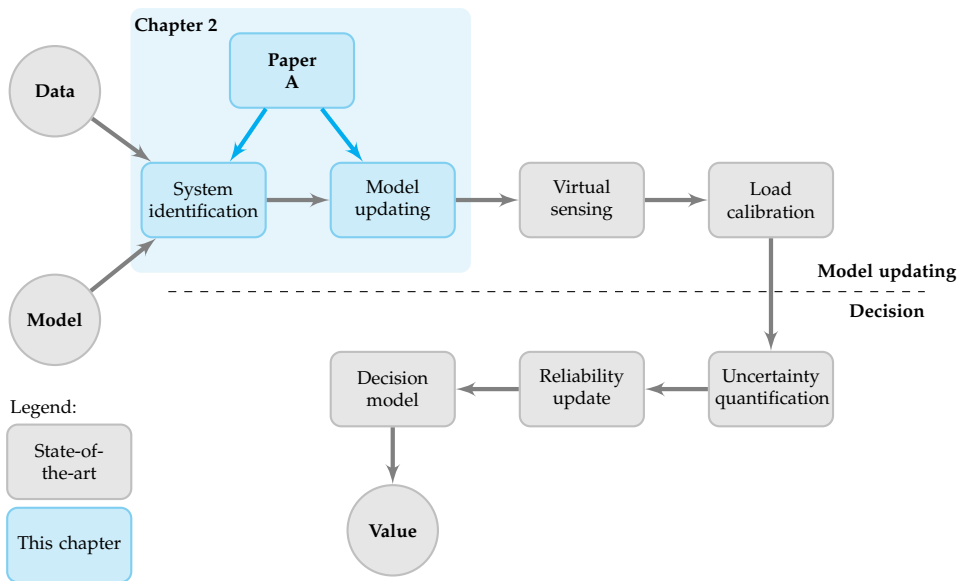 Chapter 2
Paper
A
Data
System
identification
Model
updating
Virtual
sensing
Load
calibration
Model
Model updating
Decision
Decision
model
Reliability
update
Uncertainty
quantification
Legend:
State-of-
the-art
This chapter
Value